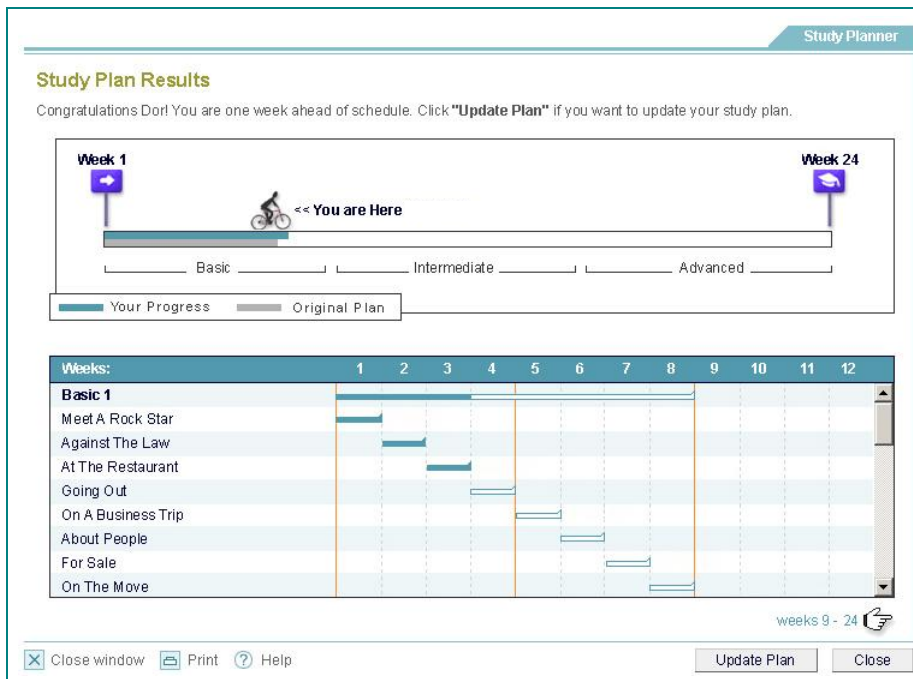 Study Planner
Study Plan Results
Congratulations Dor! You are one week ahead of schedule. Click "Update Plan" if you want to update your study plan.
Week 1
Week 24
<< You are Here
Basic
Intermediate
Advanced
Your Progress
Original Plan
Weeks: 1 2 3 4 5 6 7 8 9 10 11 12
Basic 1
Meet A Rock Star
Against The Law
At The Restaurant
Going Out
On A Business Trip
About People
For Sale
On The Move
weeks 9 - 24
Close window
Print
? Help
Update Plan
Close